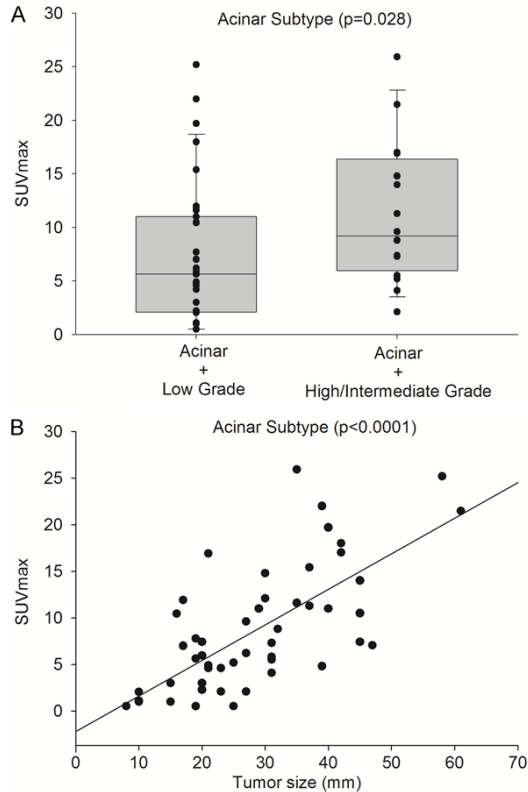 A
Acinar Subtype (p=0.028)
30
25
20
15
10
5
0
SUVmax
Acinar
+
Low Grade
Acinar
+
High/Intermediate Grade
B
Acinar Subtype (p<0.0001)
30
25
20
15
10
5
0
SUVmax
0 10 20 30 40 50 60 70
Tumor size (mm)